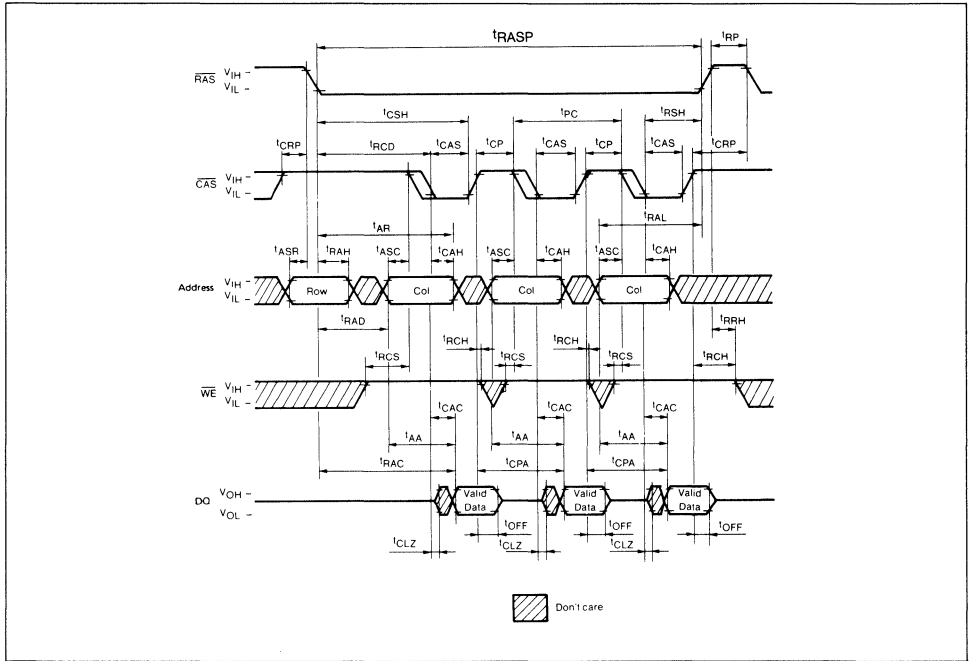 tRASP
tRP
RAS VIH
VIL
tCSH
tPC
tRSH
tCRP
tRCD
tCAS
tCP
tCAS
tCP
tCAS
tCRP
CAS VIH
VIL
tAR
tRAL
tASR
tRAH
tASC
tCAH
tASC
tCAH
tASC
tCAH
Address VIH
VIL
Row
Col
Col
Col
tRAD
tRRH
tRCH
tRCH
tRCS
tRCS
tRCS
tRCH
WE VIH
VIL
tCAC
tCAC
tCAC
tAA
tAA
tAA
tRAC
tCPA
tCPA
DQ VOH
VOL
Valid Data
Valid Data
Valid Data
tOFF
tOFF
tOFF
tCLZ
tCLZ
tCLZ
Don't care